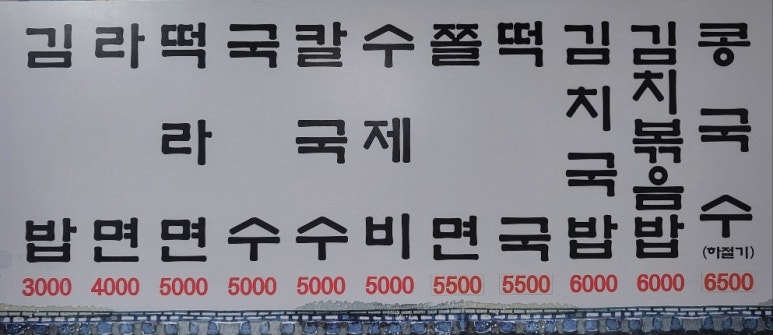 김밥 3000
라면 4000
떡라면 5000
국수 5000
칼국수 5000
수제비 5000
쫄면 5500
떡국 5500
김치국밥 6000
김치볶음밥 6000
콩국수 (하절기) 6500